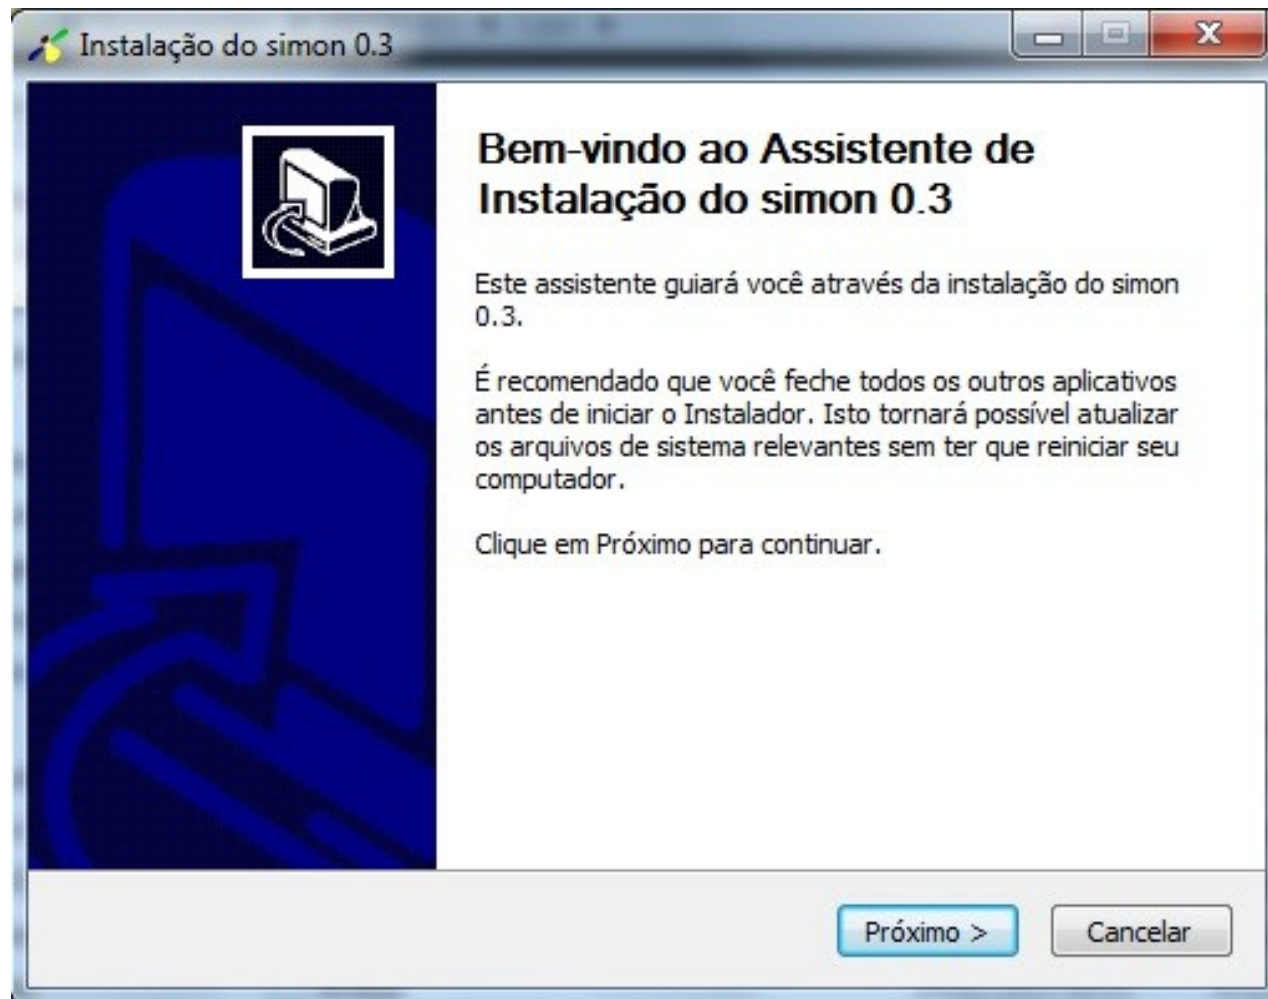 Instalação do simon 0.3
Bem-vindo ao Assistente de
Instalação do simon 0.3
Este assistente guiará você através da instalação do simon
0.3.
É recomendado que você feche todos os outros aplicativos
antes de iniciar o Instalador. Isto tornará possível atualizar
os arquivos de sistema relevantes sem ter que reiniciar seu
computador.
Clique em Próximo para continuar.
Próximo >
Cancelar